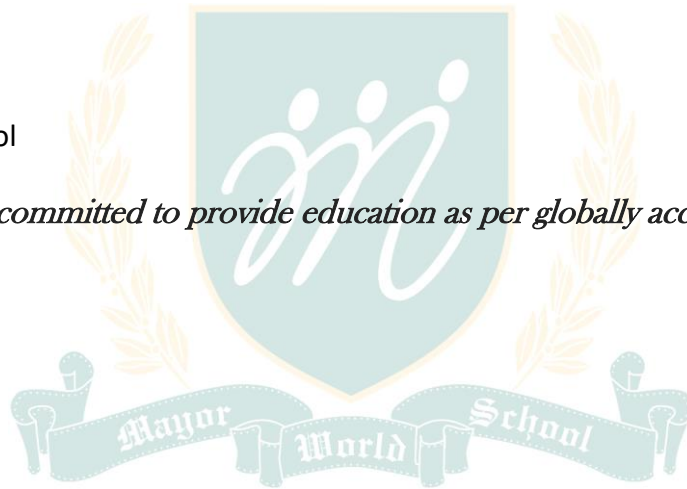 ol
committed to provide education as per globally acc
Mayor World School